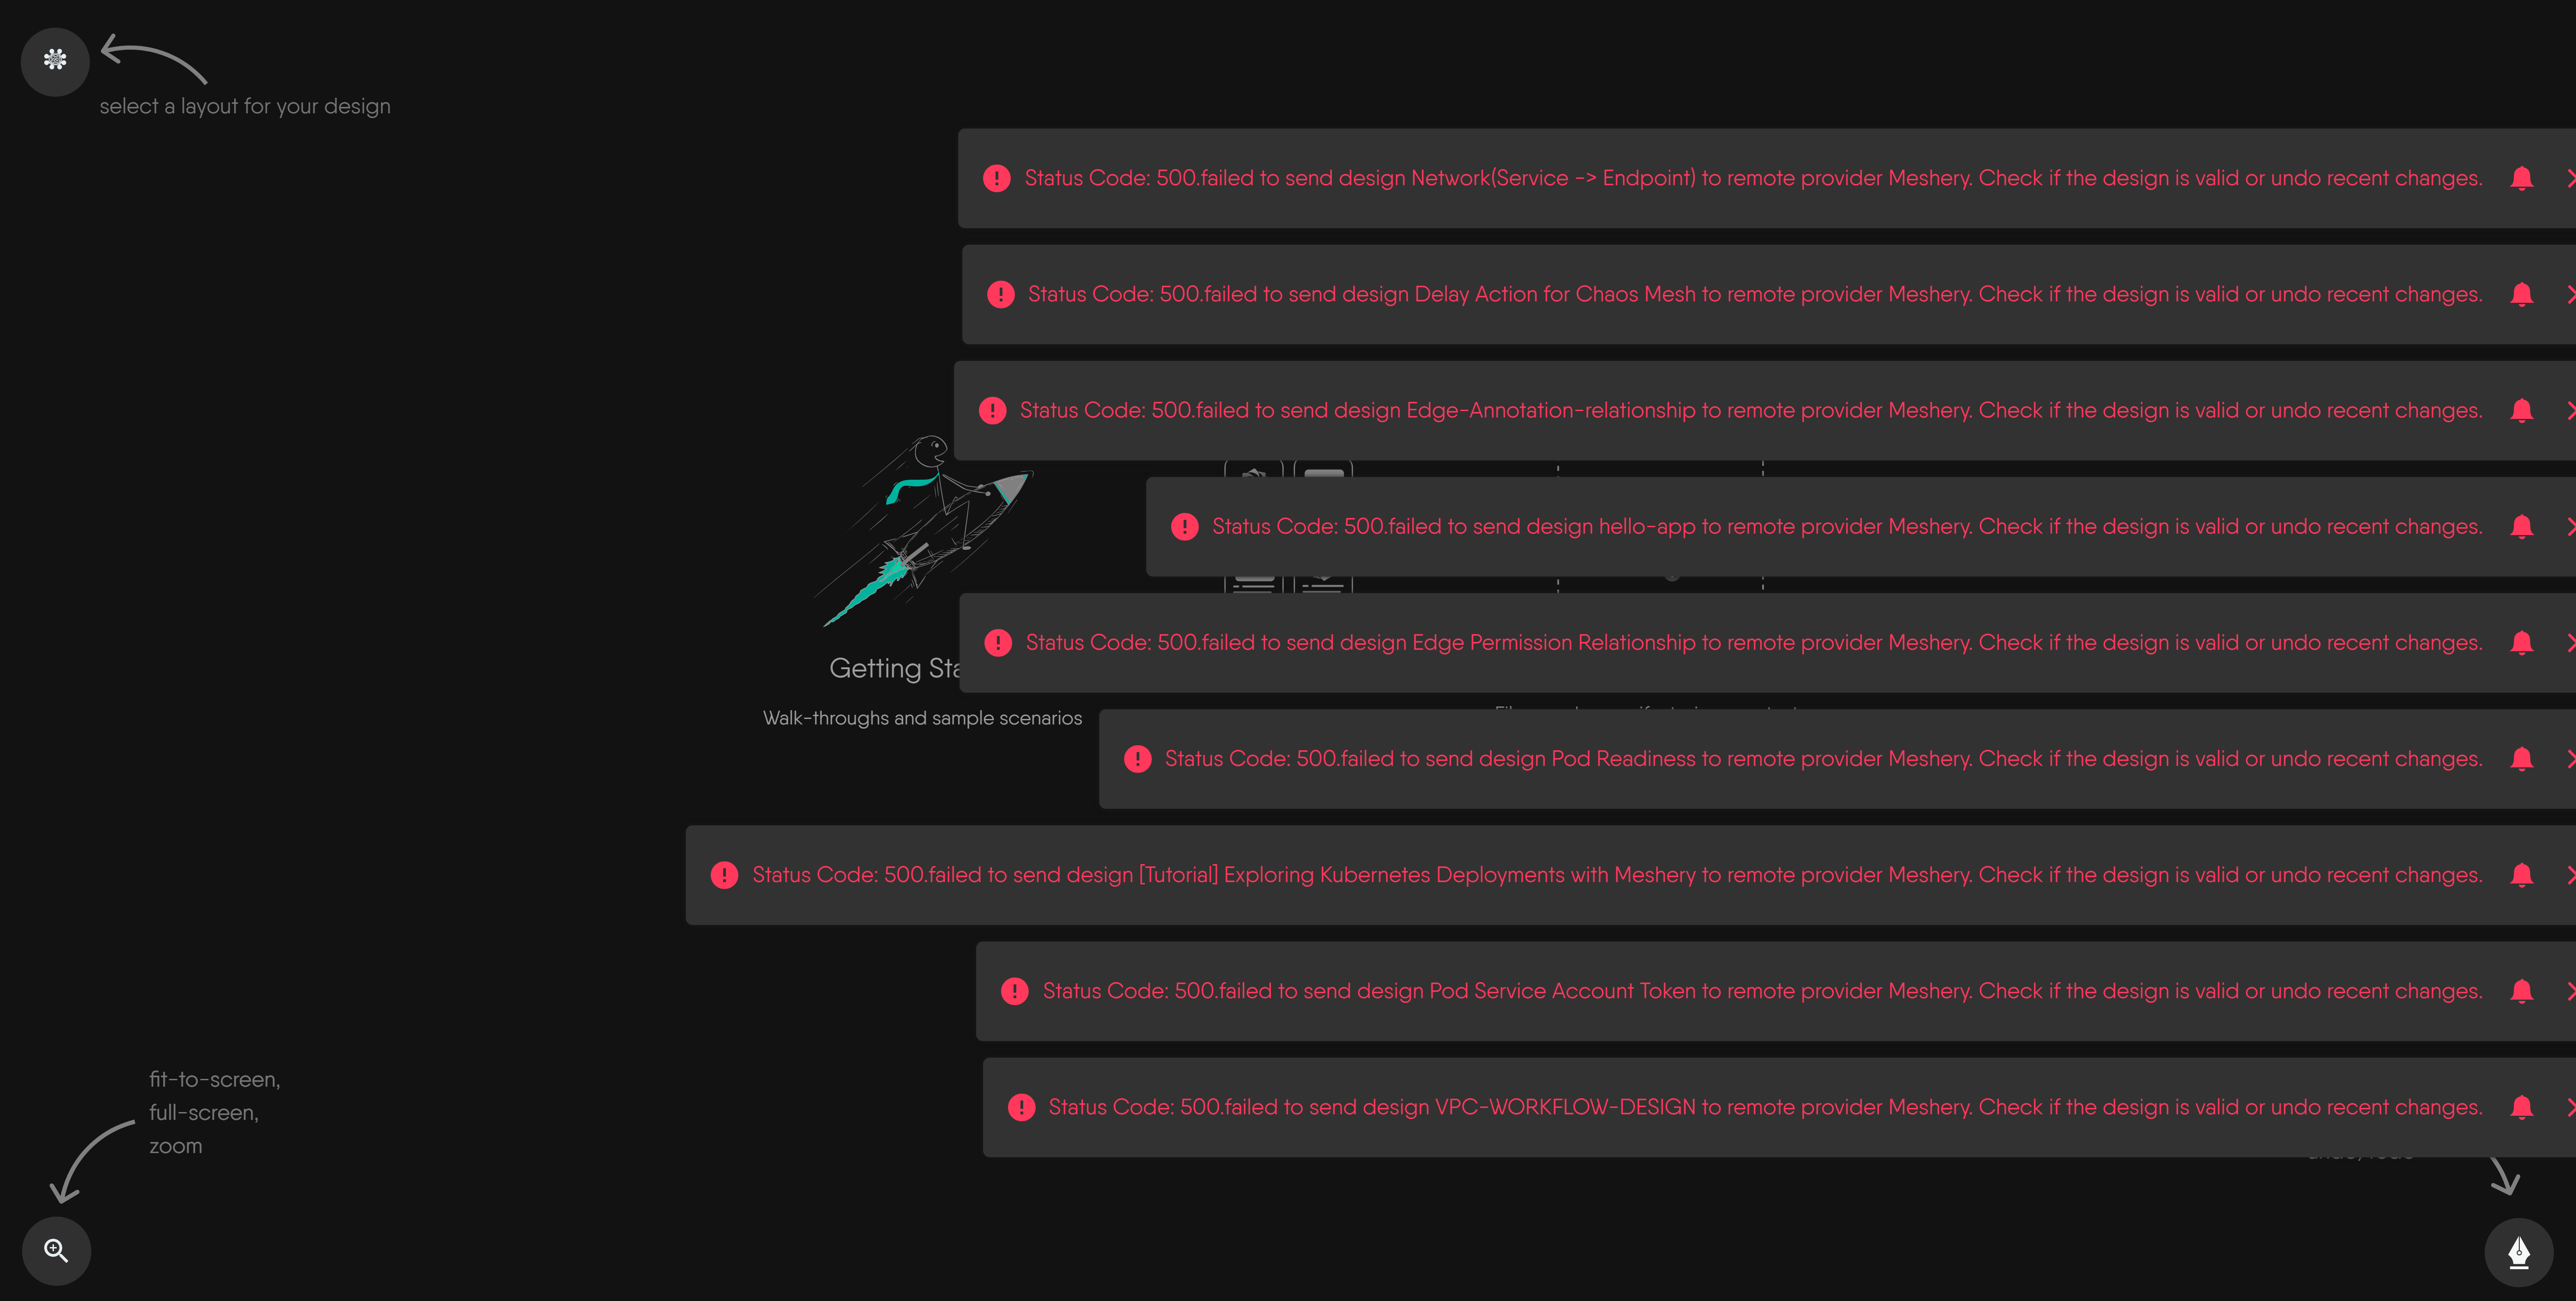 select a layout for your design
Status Code: 500.failed to send design Network(Service -> Endpoint) to remote provider Meshery. Check if the design is valid or undo recent changes.
Status Code: 500.failed to send design Delay Action for Chaos Mesh to remote provider Meshery. Check if the design is valid or undo recent changes.
Status Code: 500.failed to send design Edge-Annotation-relationship to remote provider Meshery. Check if the design is valid or undo recent changes.
Status Code: 500.failed to send design hello-app to remote provider Meshery. Check if the design is valid or undo recent changes.
Status Code: 500.failed to send design Edge Permission Relationship to remote provider Meshery. Check if the design is valid or undo recent changes.
Getting Sta
Walk-throughs and sample scenarios
Status Code: 500.failed to send design Pod Readiness to remote provider Meshery. Check if the design is valid or undo recent changes.
Status Code: 500.failed to send design [Tutorial] Exploring Kubernetes Deployments with Meshery to remote provider Meshery. Check if the design is valid or undo recent changes.
Status Code: 500.failed to send design Pod Service Account Token to remote provider Meshery. Check if the design is valid or undo recent changes.
Status Code: 500.failed to send design VPC-WORKFLOW-DESIGN to remote provider Meshery. Check if the design is valid or undo recent changes.
fit-to-screen,
full-screen,
zoom